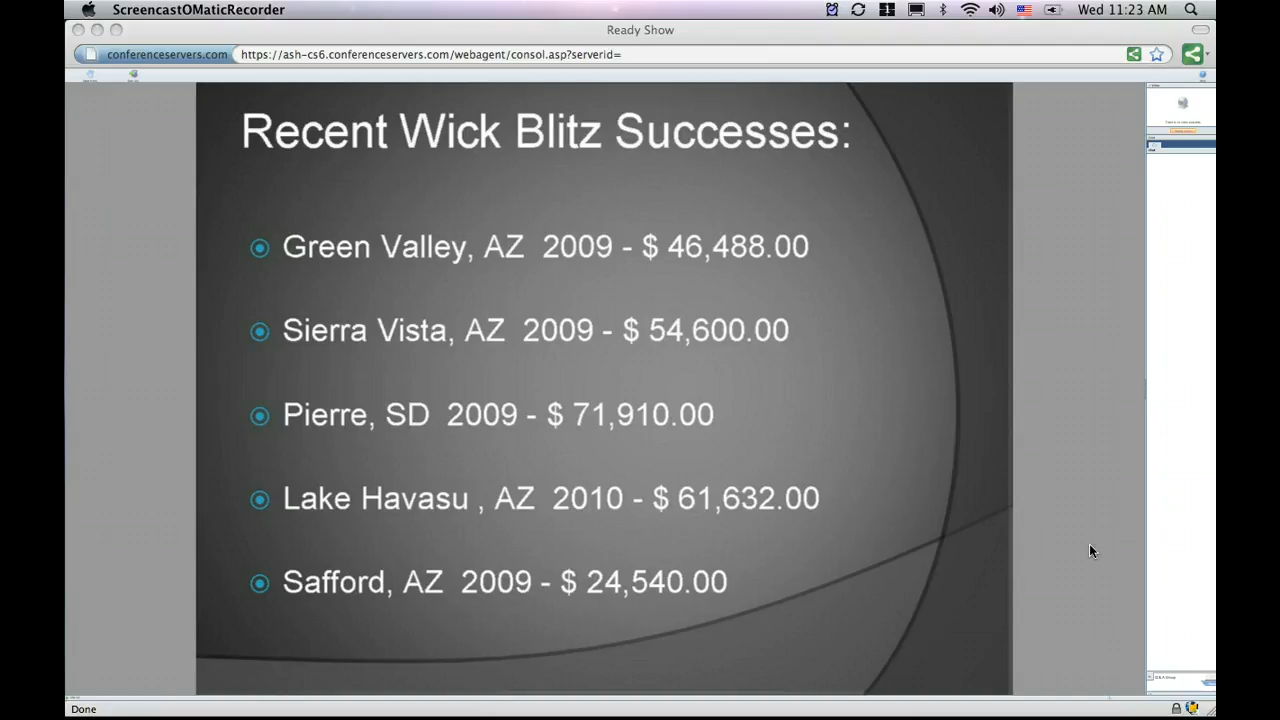 ScreencastOMaticRecorder
Wed 11:23 AM
Ready Show
conferenceservers.com
https://ash-cs6.conferenceservers.com/webagent/consol.asp?serverid=
Recent Wick Blitz Successes:
Green Valley, AZ 2009 - $ 46,488.00
Sierra Vista, AZ 2009 - $ 54,600.00
Pierre, SD 2009 - $ 71,910.00
Lake Havasu , AZ 2010 - $ 61,632.00
Safford, AZ 2009 - $ 24,540.00
Done